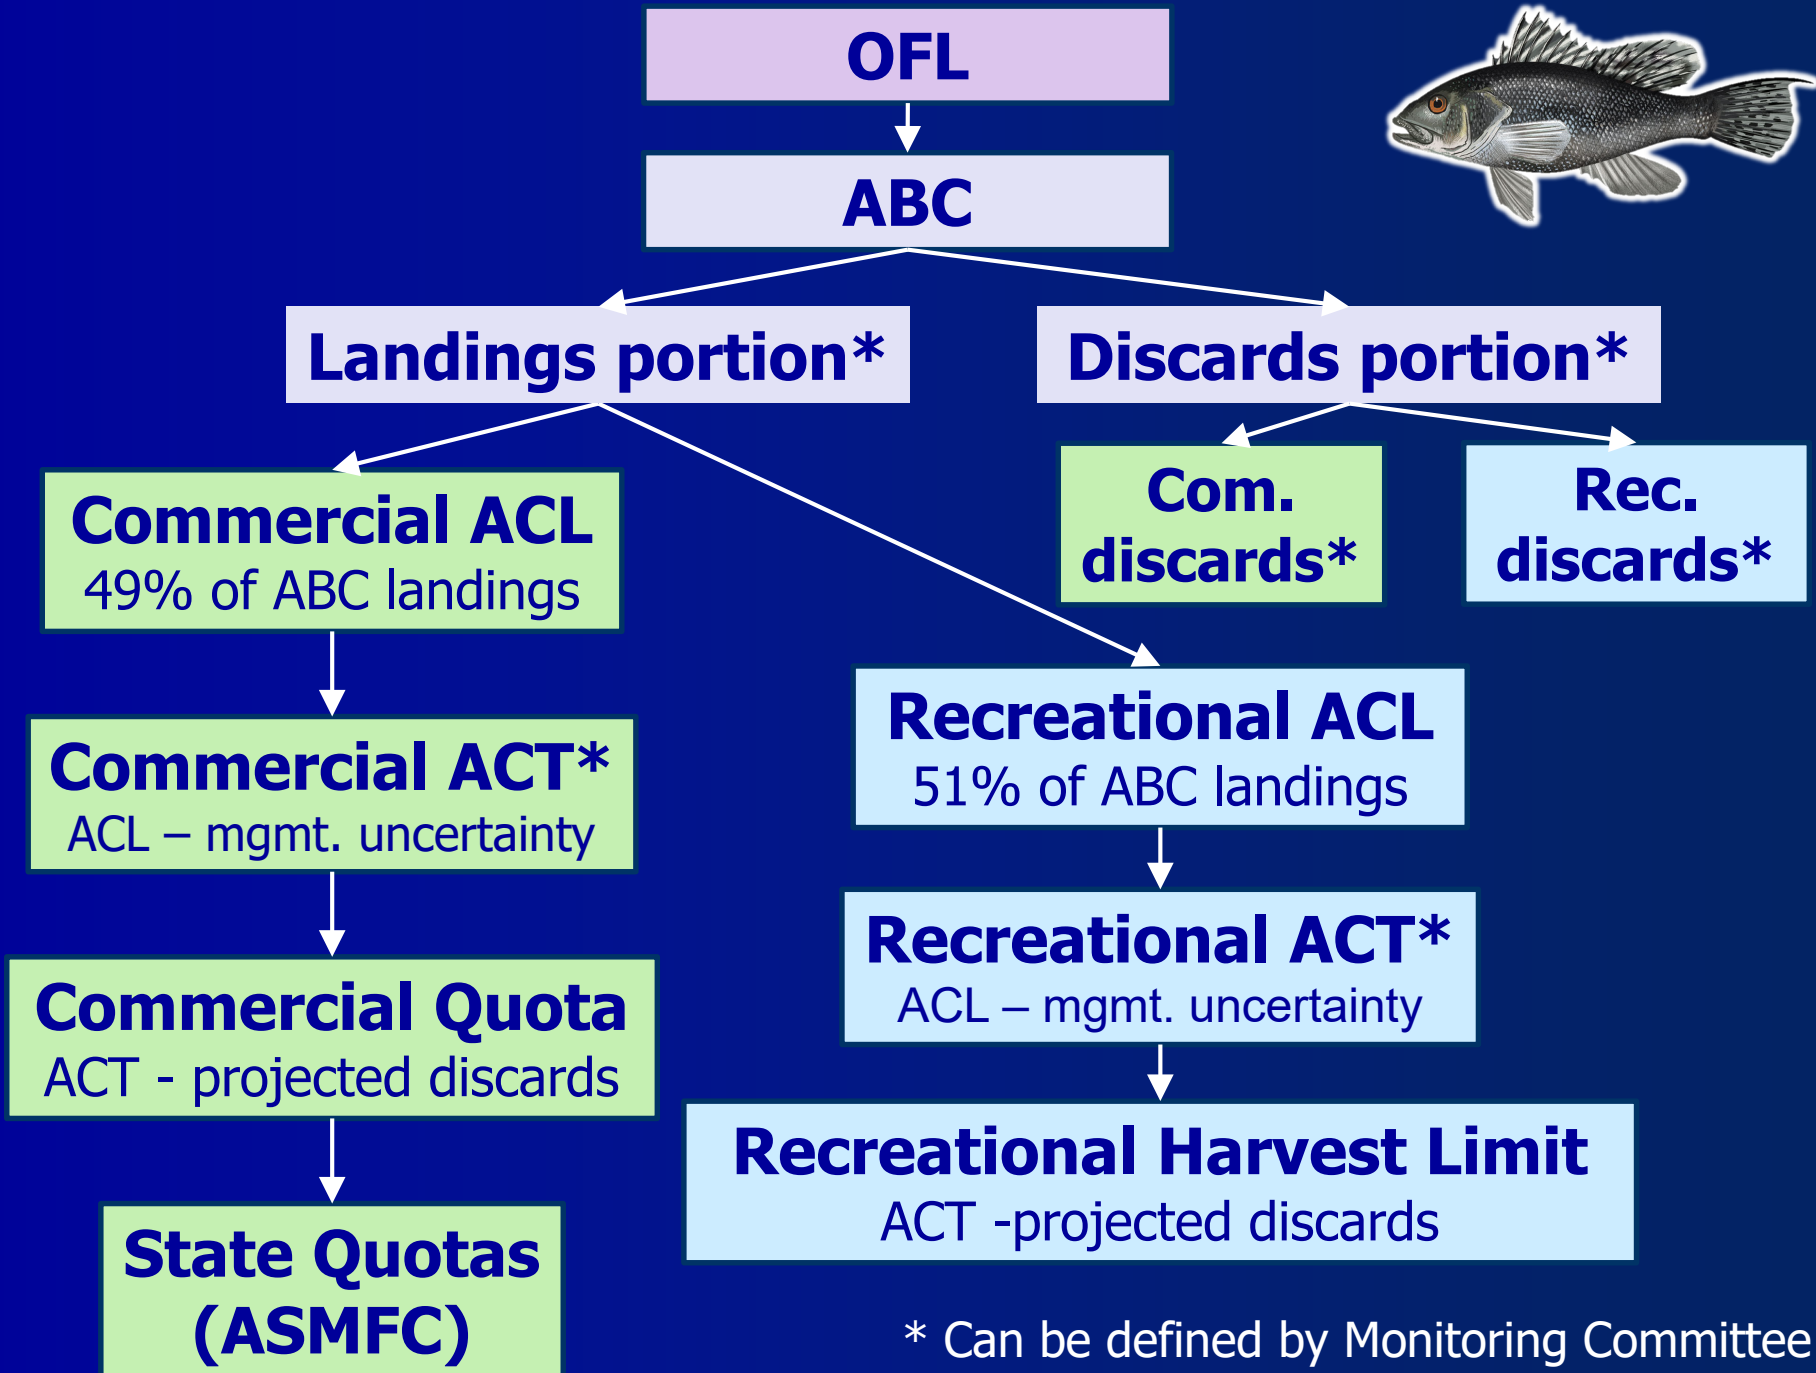 OFL
ABC
Landings portion*
Discards portion*
Com.
discards*
Rec.
discards*
Commercial ACL
49% of ABC landings
Commercial ACT*
ACL – mgmt. uncertainty
Commercial Quota
ACT - projected discards
State Quotas
(ASMFC)
Recreational ACL
51% of ABC landings
Recreational ACT*
ACL – mgmt. uncertainty
Recreational Harvest Limit
ACT -projected discards
* Can be defined by Monitoring Committee